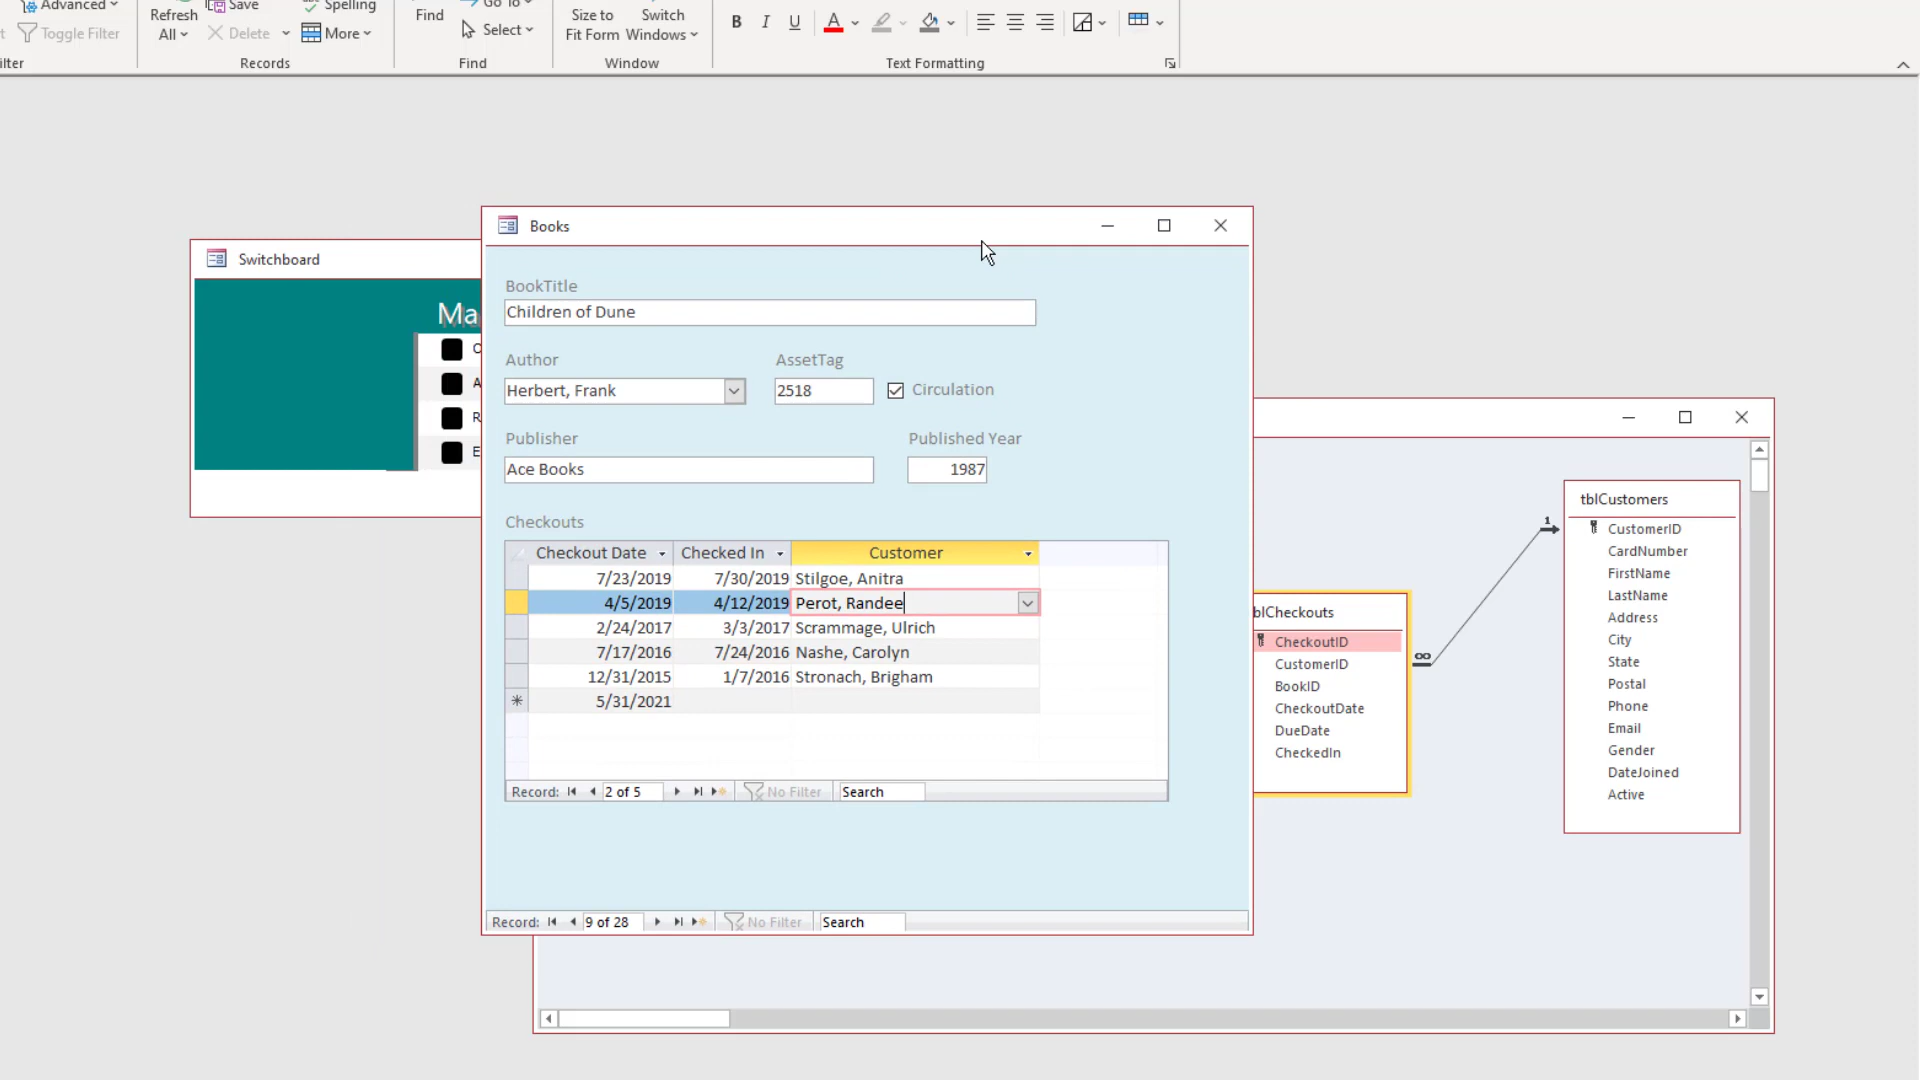 Advanced
Save
Spelling
Go To
Toggle Filter
Refresh
All
Delete
More
Find
Select
Size to
Fit Form
Switch
Windows
B I U A
Records
Find
Window
Text Formatting
Switchboard
Ma
Books
BookTitle
Children of Dune
Author
AssetTag
Herbert, Frank
2518
Circulation
Publisher
Published Year
Ace Books
1987
Checkouts
Checkout Date Checked In Customer
7/23/2019 7/30/2019 Stilgoe, Anitra
4/5/2019 4/12/2019 Perot, Randee
2/24/2017 3/3/2017 Scrammage, Ulrich
7/17/2016 7/24/2016 Nashe, Carolyn
12/31/2015 1/7/2016 Stronach, Brigham
5/31/2021
Record: 2 of 5 No Filter Search
Record: 9 of 28 No Filter Search
blCheckouts
CheckoutID
CustomerID
BookID
CheckoutDate
DueDate
CheckedIn
∞
1
tblCustomers
CustomerID
CardNumber
FirstName
LastName
Address
City
State
Postal
Phone
Email
Gender
DateJoined
Active